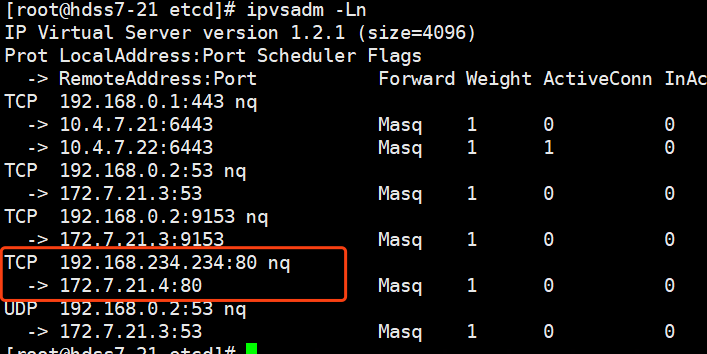 [root@hdss7-21 etcd]# ipvsadm -Ln
IP Virtual Server version 1.2.1 (size=4096)
Prot LocalAddress:Port Scheduler Flags
  -> RemoteAddress:Port           Forward Weight ActiveConn InAc
TCP  192.168.0.1:443 nq
  -> 10.4.7.21:6443               Masq    1      0          0
  -> 10.4.7.22:6443               Masq    1      1          0
TCP  192.168.0.2:53 nq
  -> 172.7.21.3:53                Masq    1      0          0
TCP  192.168.0.2:9153 nq
  -> 172.7.21.3:9153              Masq    1      0          0
TCP  192.168.234.234:80 nq
  -> 172.7.21.4:80                Masq    1      0          0
UDP  192.168.0.2:53 nq
  -> 172.7.21.3:53                Masq    1      0          0
[root@hdss7-21 etcd]#